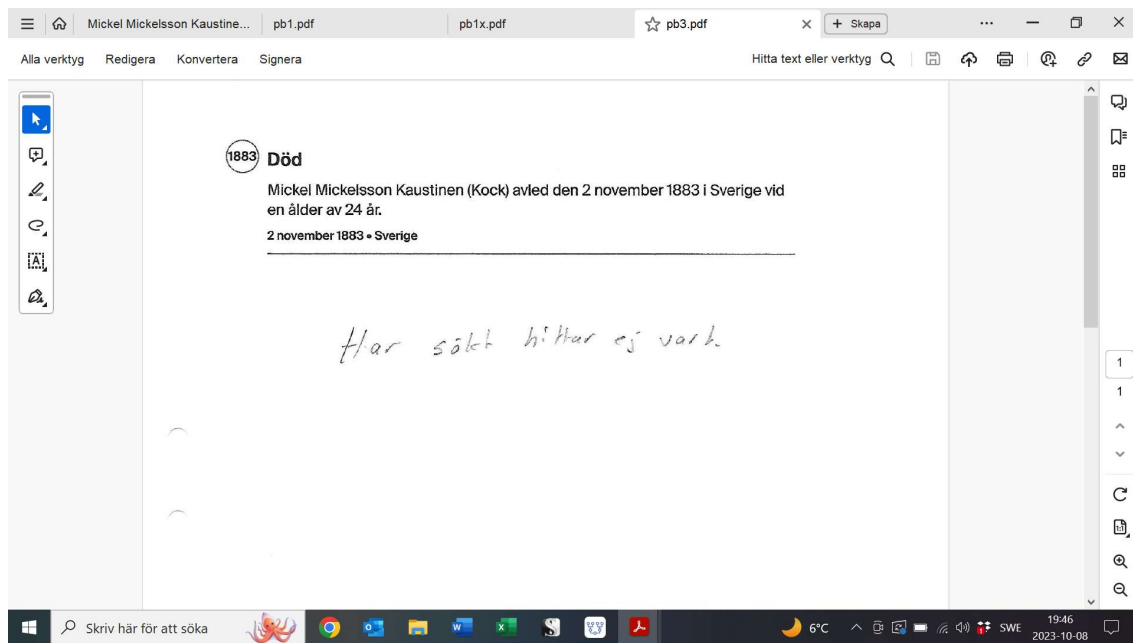 Mickel Mickelsson Kaustine...
pb1.pdf
pb1x.pdf
pb3.pdf
+ Skapa
Alla verktyg
Redigera
Konvertera
Signera
Hitta text eller verktyg
1883
Död
Mickel Mickelsson Kaustinen (Kock) avled den 2 november 1883 i Sverige vid
en ålder av 24 år.
2 november 1883 • Sverige
Har sökt hittar ej vart.
1
1
Skriv här för att söka
6°C
SWE
19:46
2023-10-08